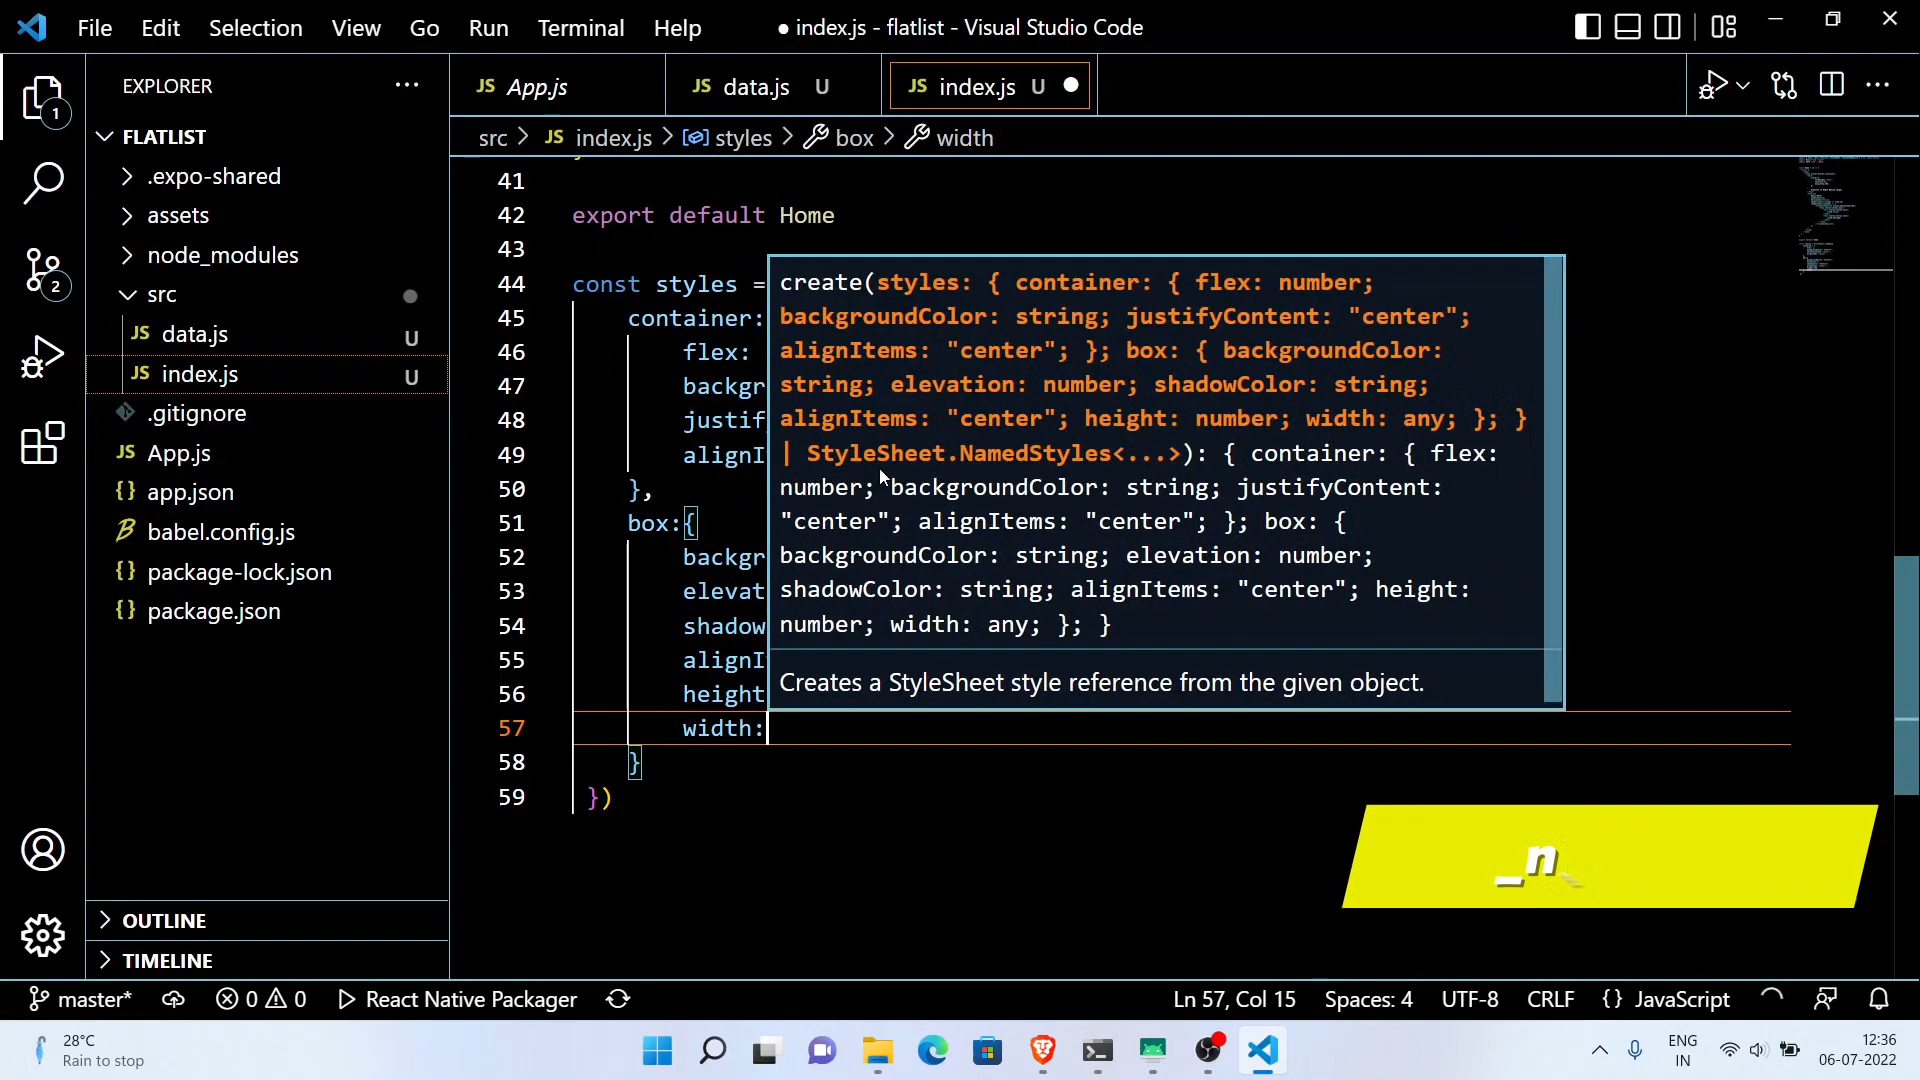 File Edit Selection View Go Run Terminal Help ● index.js - flatlist - Visual Studio Code
EXPLORER ···
JS App.js JS data.js U JS index.js U ●
src > JS index.js > styles > box > width
FLATLIST
.expo-shared
assets
node_modules
src
JS data.js U
JS index.js U
.gitignore
JS App.js
{} app.json
babel.config.js
{} package-lock.json
{} package.json
OUTLINE
TIMELINE
1
2
41
42 export default Home
43
44 const styles =
45 container:
46 flex:
47 backgr
48 justif
49 alignI
50 },
51 box:{
52 backgr
53 elevat
54 shadow
55 alignI
56 height
57 width:
58 }
59 })
create(styles: { container: { flex: number;
backgroundColor: string; justifyContent: "center";
alignItems: "center"; }; box: { backgroundColor:
string; elevation: number; shadowColor: string;
alignItems: "center"; height: number; width: any; }; }
| StyleSheet.NamedStyles<...>): { container: { flex:
number; backgroundColor: string; justifyContent:
"center"; alignItems: "center"; }; box: {
backgroundColor: string; elevation: number;
shadowColor: string; alignItems: "center"; height:
number; width: any; }; }
Creates a StyleSheet style reference from the given object.
_n
master* 0 0 React Native Packager Ln 57, Col 15 Spaces: 4 UTF-8 CRLF {} JavaScript
28°C
Rain to stop
ENG
IN
12:36
06-07-2022